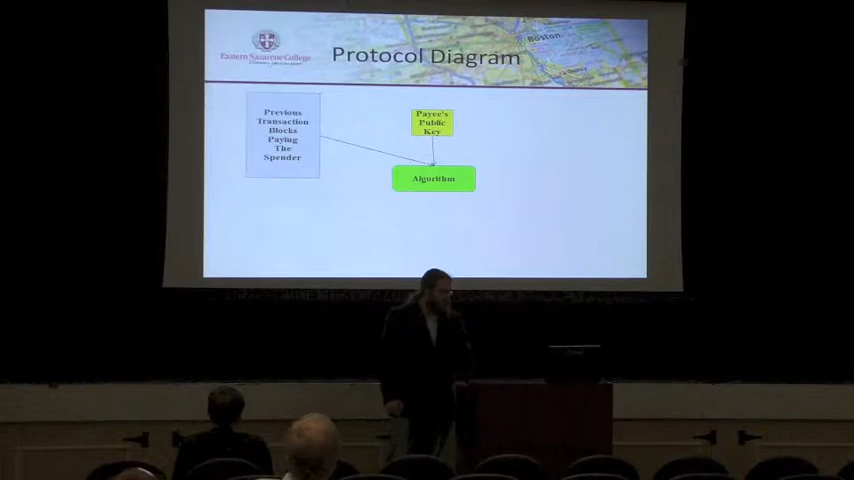 Boston
Eastern Nazarene College
Protocol Diagram
Previous
Transaction
Blocks
Paying
The
Spender
Payee's
Public
Key
Algorithm